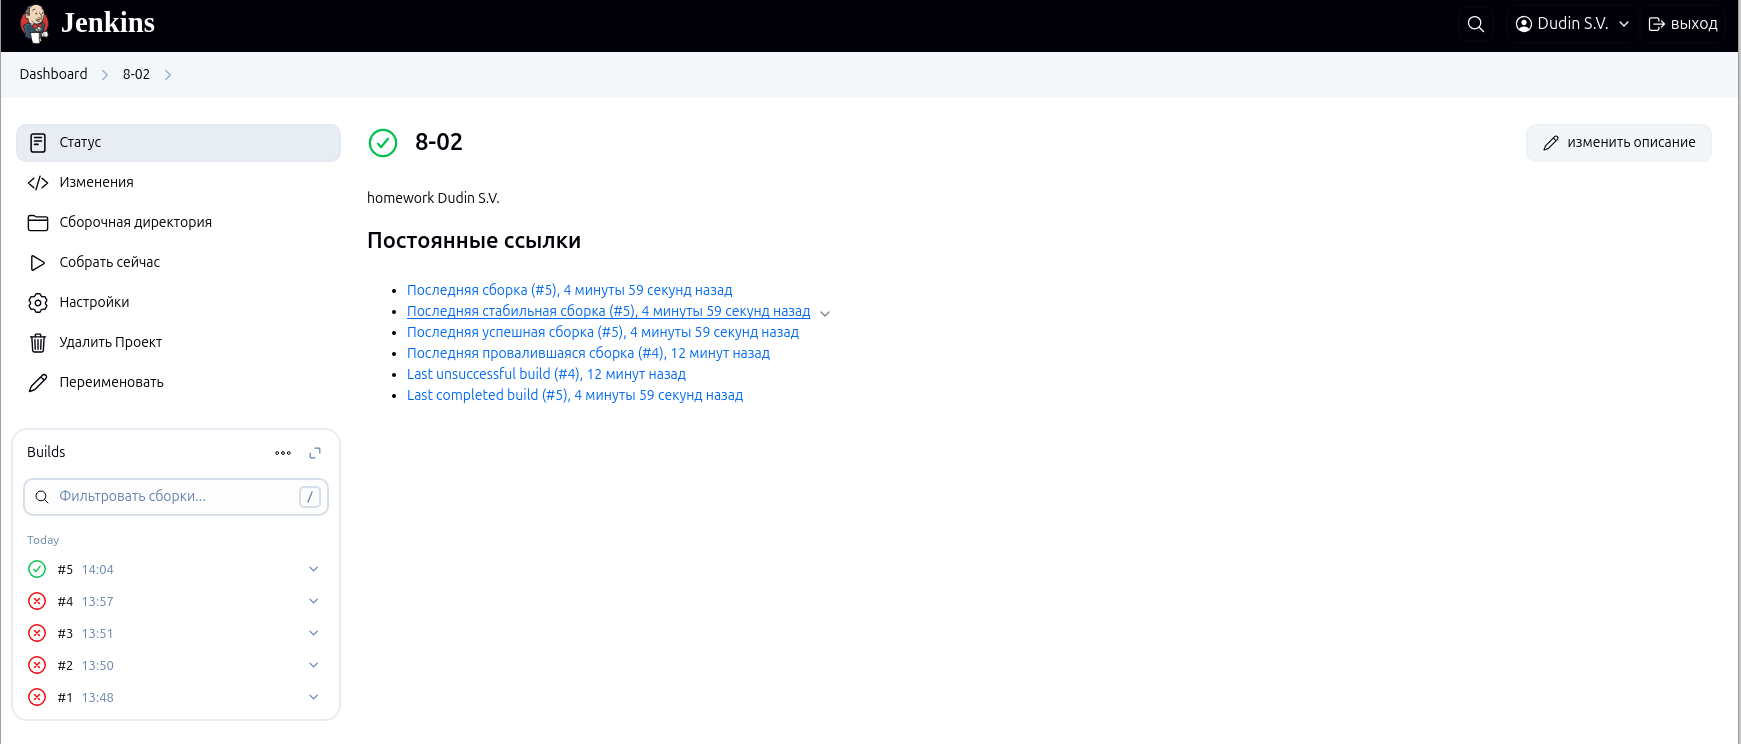 Jenkins
Dudin S.V.
выход
Dashboard
8-02
Статус
Изменения
Сборочная директория
Собрать сейчас
Настройки
Удалить Проект
Переименовать
Builds
Фильтровать сборки...
/
Today
#5 14:04
#4 13:57
#3 13:51
#2 13:50
#1 13:48
8-02
изменить описание
homework Dudin S.V.
Постоянные ссылки
Последняя сборка (#5), 4 минуты 59 секунд назад
Последняя стабильная сборка (#5), 4 минуты 59 секунд назад
Последняя успешная сборка (#5), 4 минуты 59 секунд назад
Последняя провалившаяся сборка (#4), 12 минут назад
Last unsuccessful build (#4), 12 минут назад
Last completed build (#5), 4 минуты 59 секунд назад